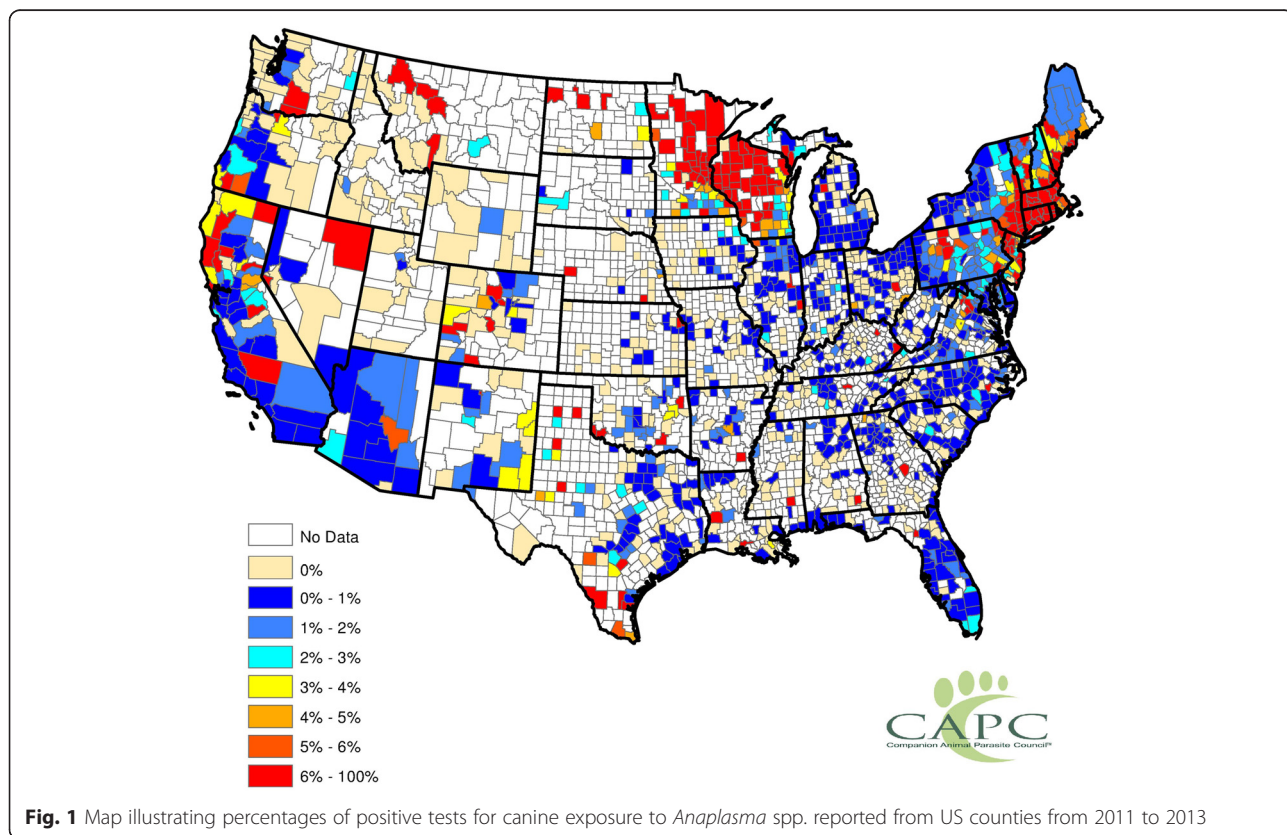 No Data
0%
0% - 1%
1% - 2%
2% - 3%
3% - 4%
4% - 5%
5% - 6%
6% - 100%
CAPC
Companion Animal Parasite Council®
Fig. 1 Map illustrating percentages of positive tests for canine exposure to Anaplasma spp. reported from US counties from 2011 to 2013